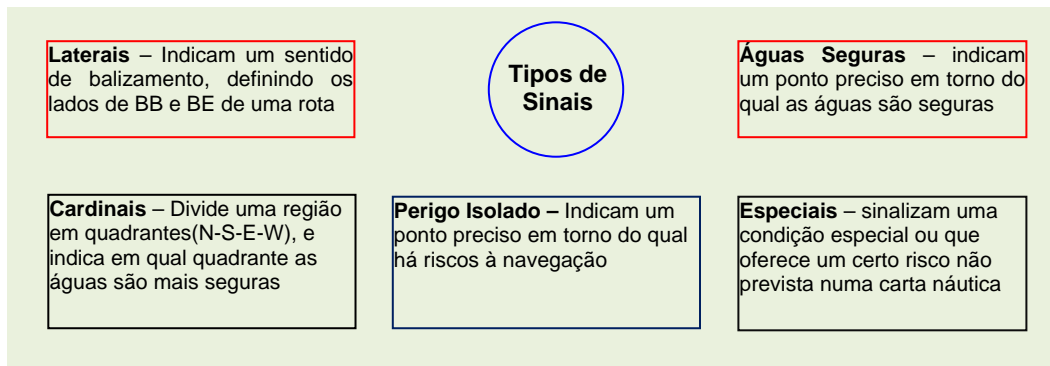 Laterais – Indicam um sentido
de balizamento, definindo os
lados de BB e BE de uma rota
Tipos de
Sinais
Águas Seguras – indicam
um ponto preciso em torno do
qual as águas são seguras
Cardinais – Divide uma região
em quadrantes(N-S-E-W), e
indica em qual quadrante as
águas são mais seguras
Perigo Isolado – Indicam um
ponto preciso em torno do qual
há riscos à navegação
Especiais – sinalizam uma
condição especial ou que
oferece um certo risco não
prevista numa carta náutica